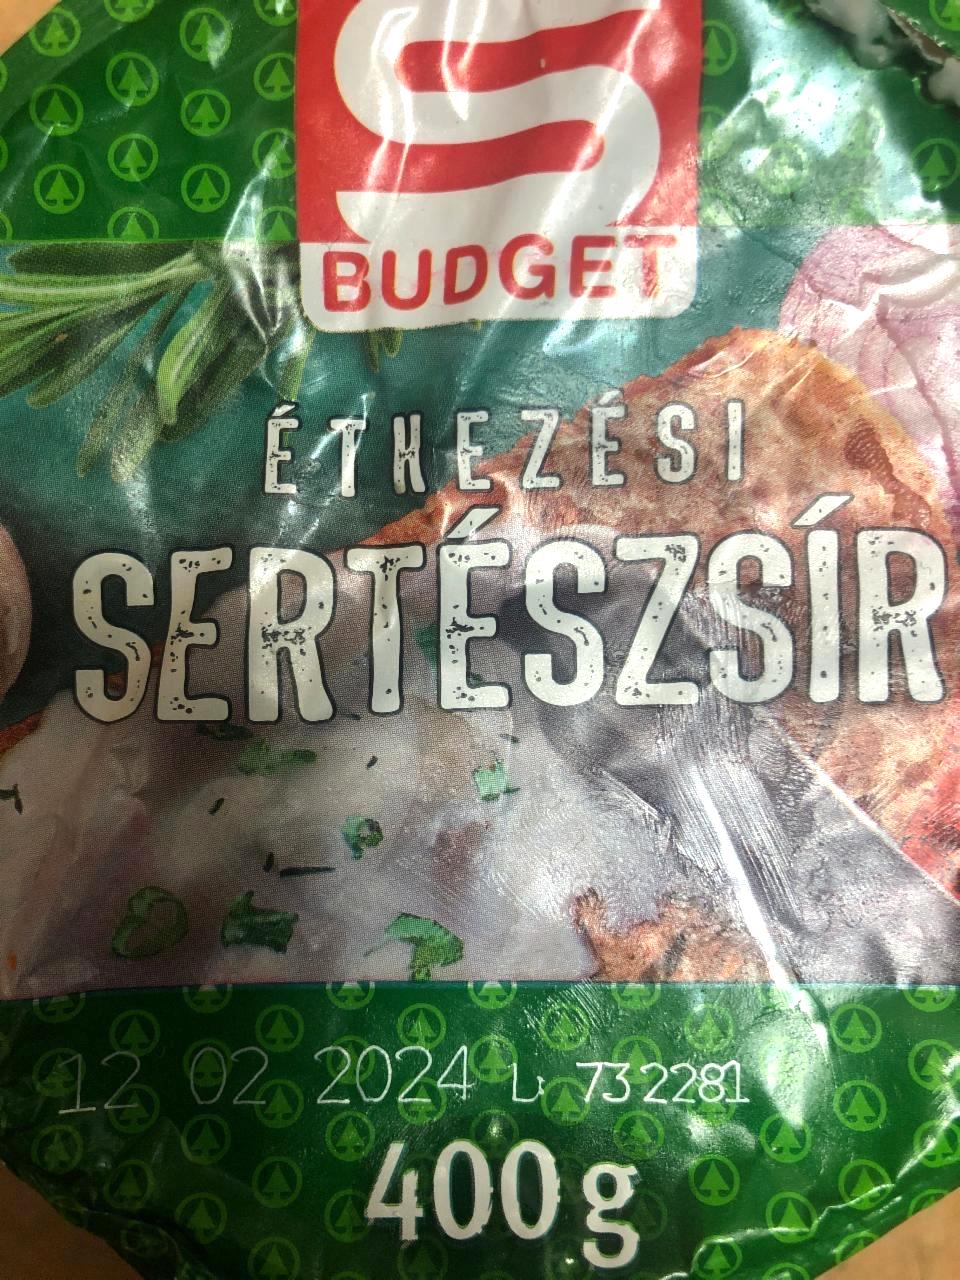 S
BUDGET
ÉTKEZÉSI
SERTÉSZSÍR
12 02 2024 L: 732281
400g